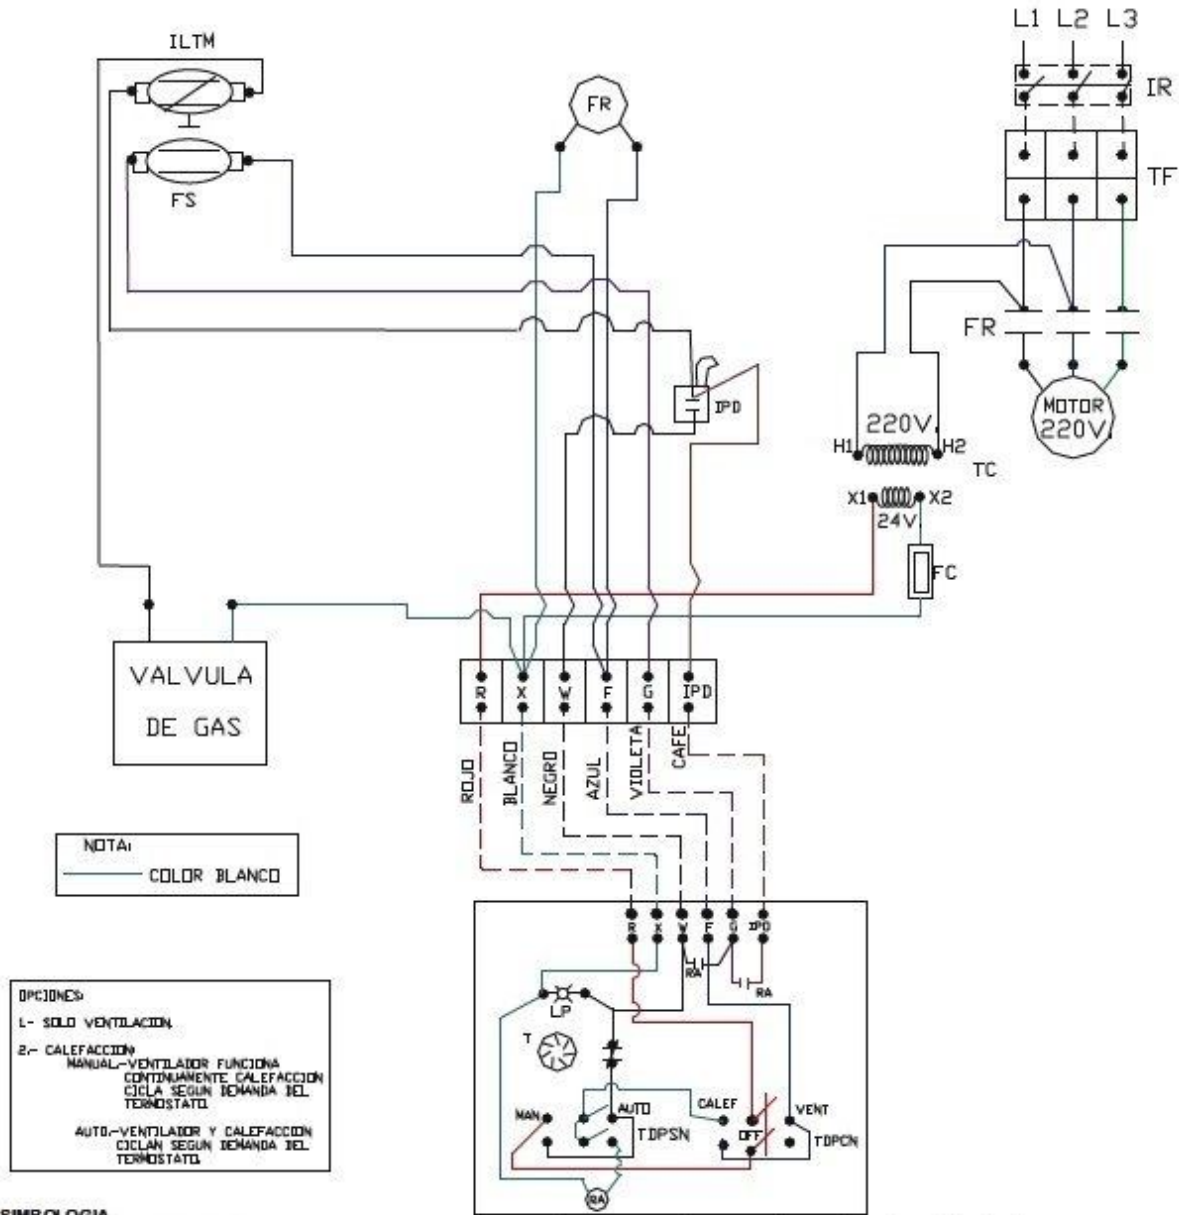 ILTM
FS
FR
L1 L2 L3
IR
TF
FR
MOTOR
220V.
220V.
H1 H2
TC
X1 X2
24V.
FC
IPD
VALVULA
DE GAS
R X W F G IPD
ROJO
BLANCO
NEGRO
AZUL
VIOLETA
CAFE
NOTA:
COLOR BLANCO
R X W F G IPD
RA
RA
LP
T
MAN
AUTO
TDPSN
CALEF
OFF
VENT
TDPCN
RA
OPCIONES:
1.- SOLO VENTILACION.
2.- CALEFACCION:
MANUAL.-VENTILADOR FUNCIONA
CONTINUAMENTE CALEFACCION
CICLA SEGUN DEMANDA DEL
TERMOSTATO.
AUTO.-VENTILADOR Y CALEFACCION
CICLAN SEGUN DEMANDA DEL
TERMOSTATO.
SIMBOLOGIA